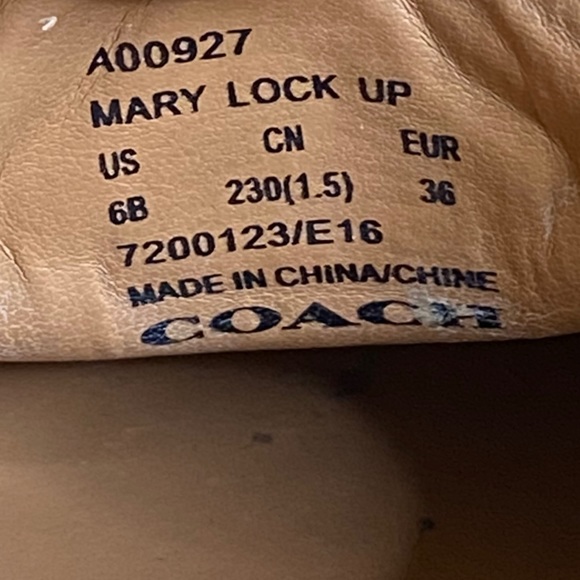 A00927
MARY LOCK UP
US CN EUR
6B 230(1.5) 36
7200123/E16
MADE IN CHINA/CHINE
COACH